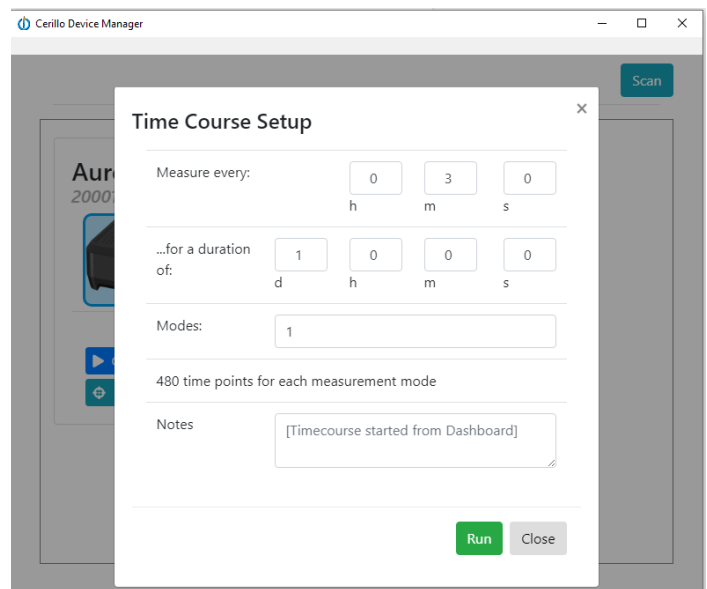 Cerillo Device Manager
Scan
Time Course Setup
×
Measure every:
0
3
0
h
m
s
...for a duration
of:
1
0
0
0
d
h
m
s
Modes:
1
480 time points for each measurement mode
Notes
[Timecourse started from Dashboard]
Run
Close